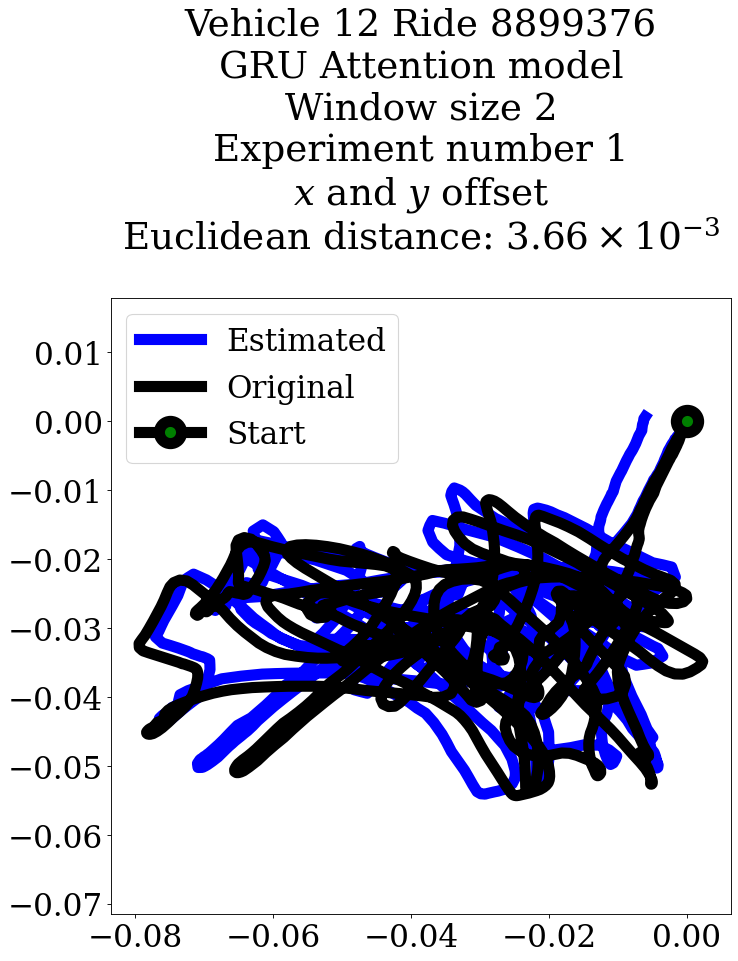 Vehicle 12 Ride 8899376
GRU Attention model
Window size 2
Experiment number 1
x and y offset
Euclidean distance: 3.66 × 10⁻³
Estimated
Original
Start
0.01
0.00
−0.01
−0.02
−0.03
−0.04
−0.05
−0.06
−0.07
−0.08 −0.06 −0.04 −0.02 0.00